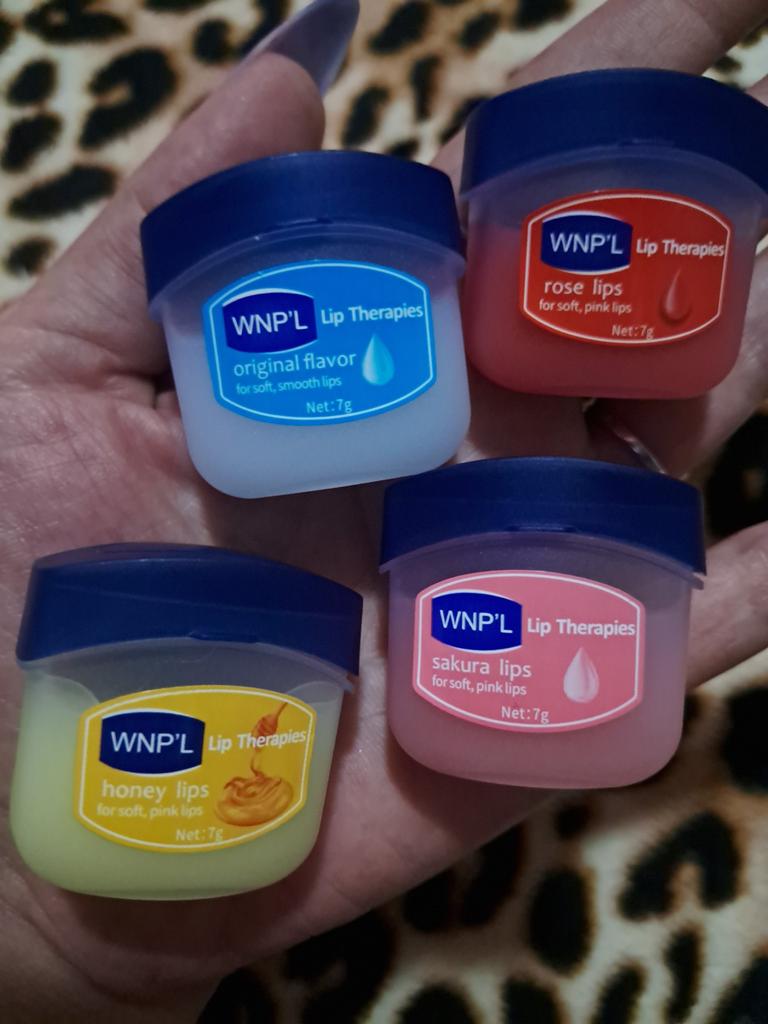 WNP'L Lip Therapies
original flavor
for soft, smooth lips
Net:7g
WNP'L Lip Therapies
rose lips
for soft, pink lips
Net:7g
WNP'L Lip Therapies
sakura lips
for soft, pink lips
Net:7g
WNP'L Lip Therapies
honey lips
for soft, pink lips
Net:7g